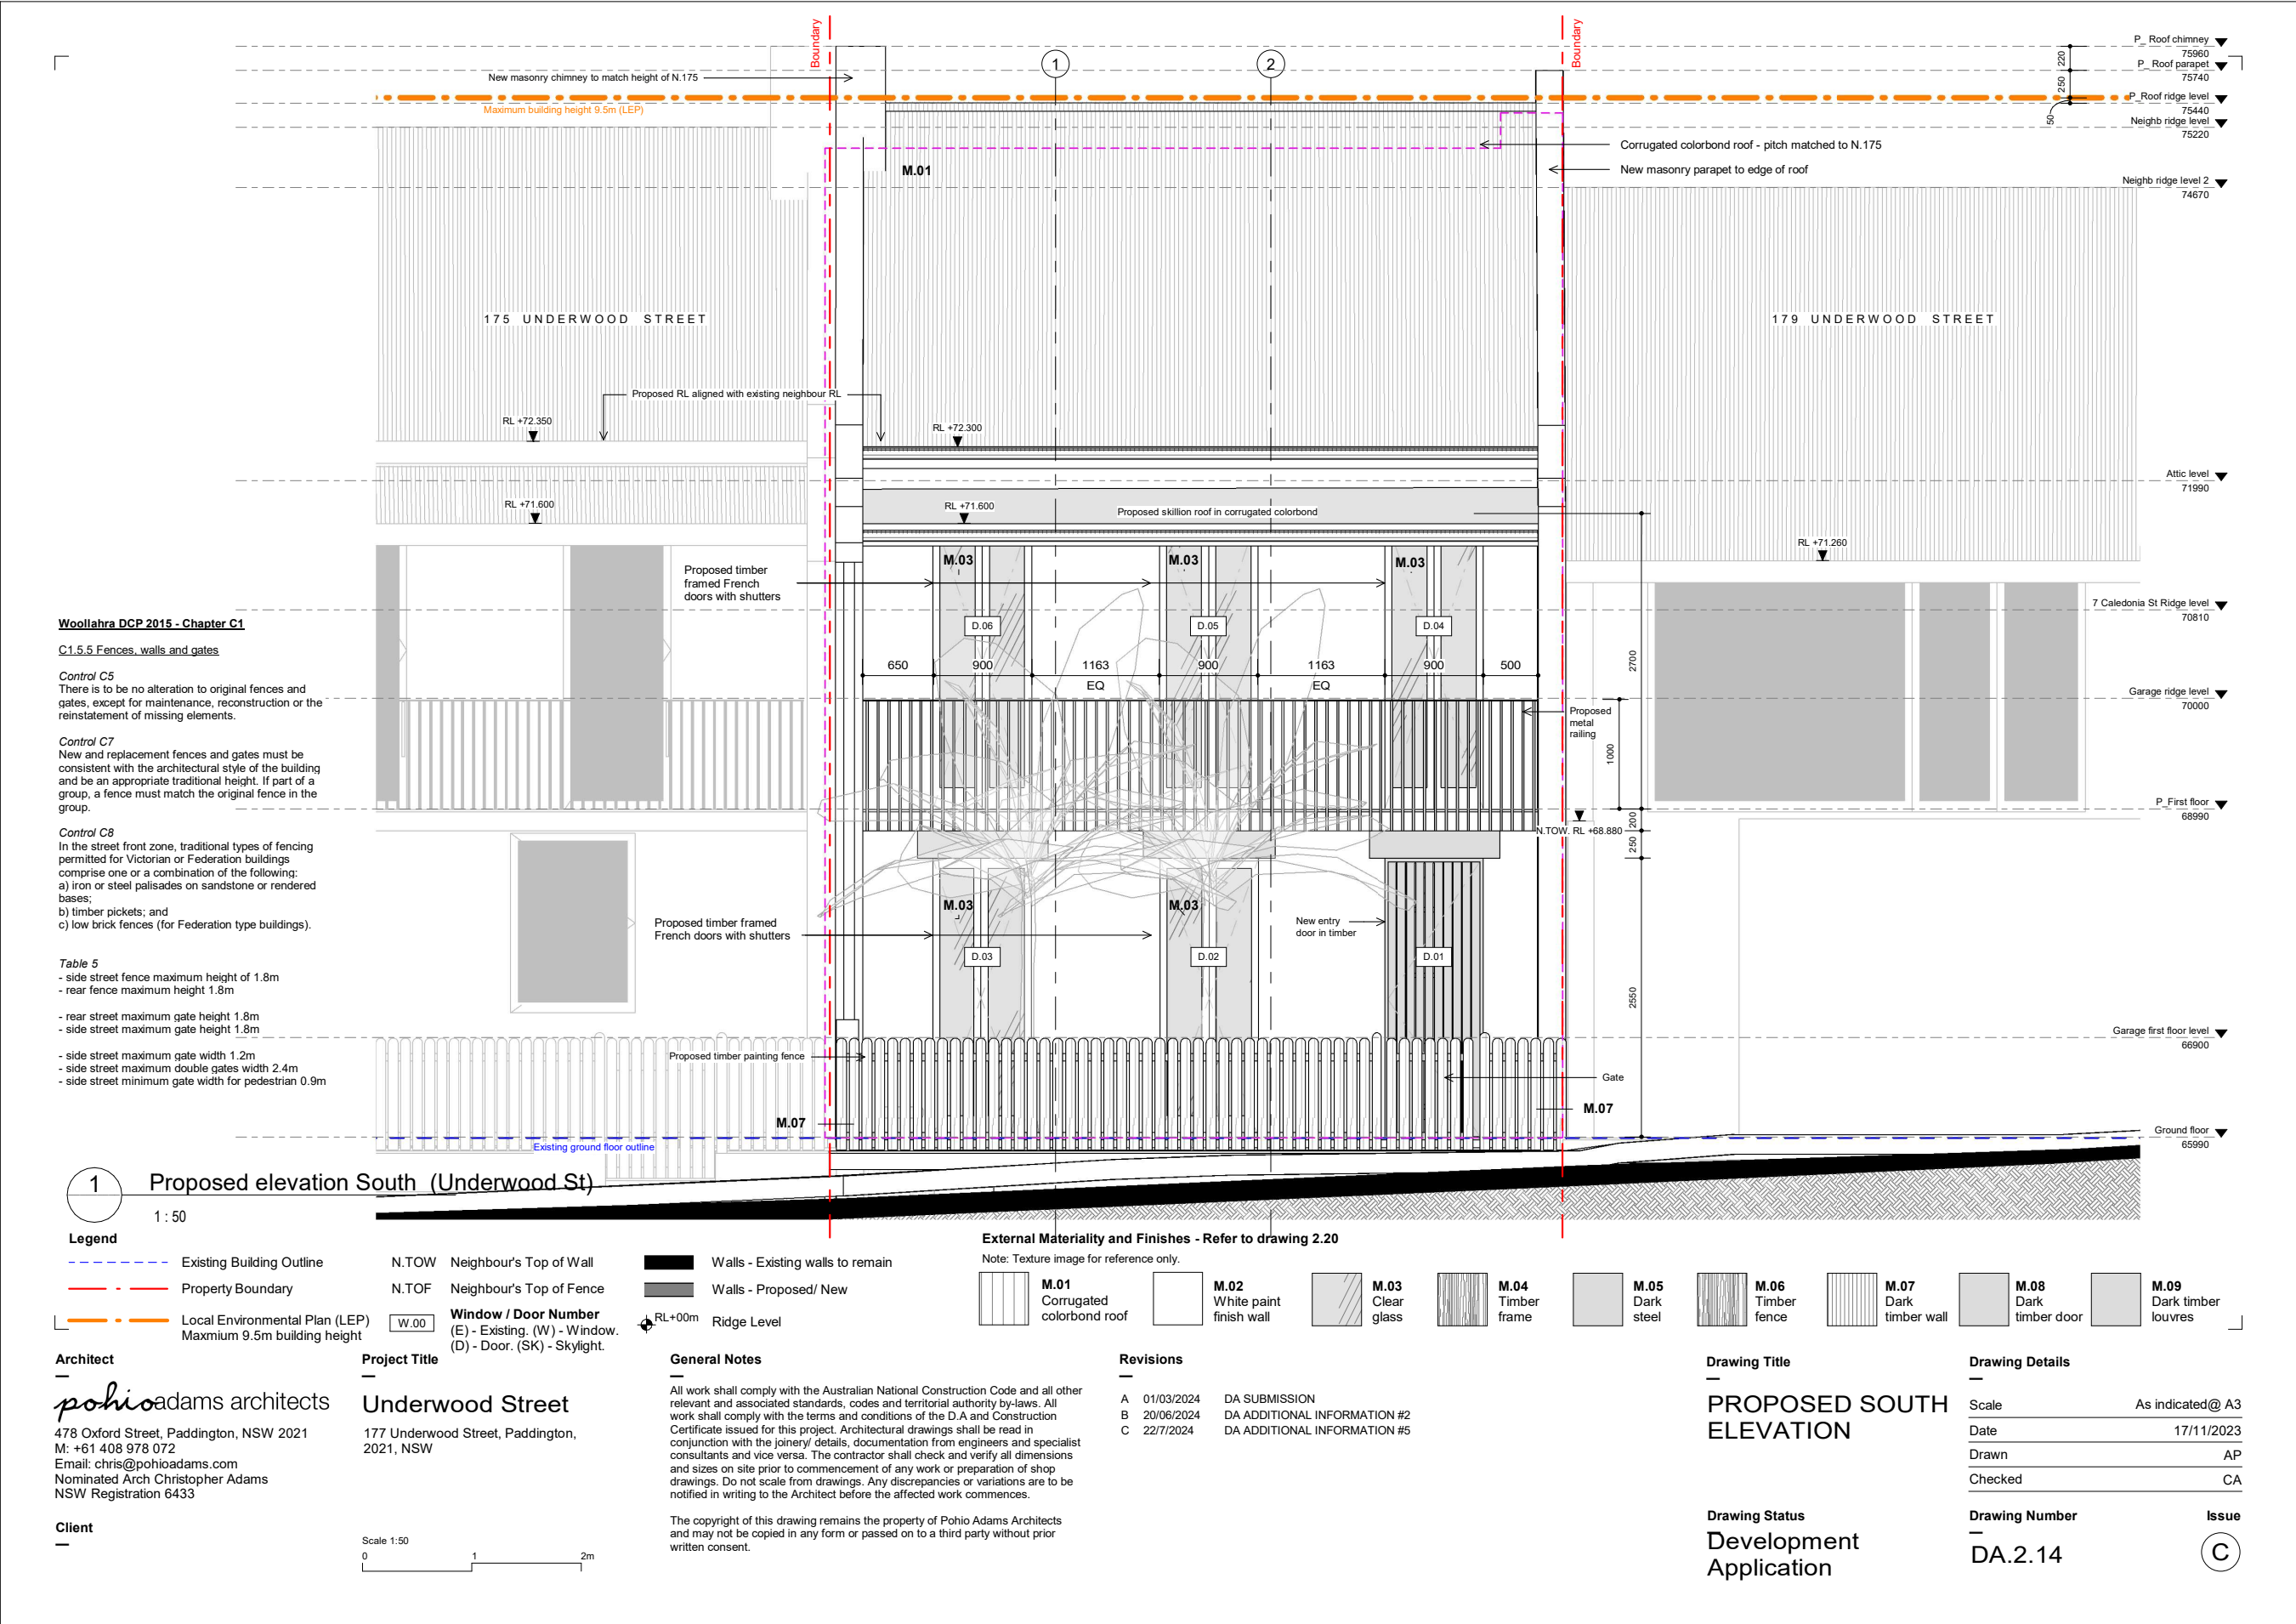 Boundary
Boundary
1
2
New masonry chimney to match height of N.175
Maximum building height 9.5m (LEP)
P_ Roof chimney
75960
P_ Roof parapet
75740
P_Roof ridge level
75440
Neighb ridge level
75220
Neighb ridge level 2
74670
220
250
50
Corrugated colorbond roof - pitch matched to N.175
New masonry parapet to edge of roof
M.01
175 UNDERWOOD STREET
179 UNDERWOOD STREET
Proposed RL aligned with existing neighbour RL
RL +72.350
RL +72.300
Attic level
71990
RL +71.600
RL +71.600
Proposed skillion roof in corrugated colorbond
RL +71.260
M.03
M.03
M.03
Proposed timber
framed French
doors with shutters
D.06
D.05
D.04
7 Caledonia St Ridge level
70810
650
900
1163
900
1163
900
500
EQ
EQ
2700
Garage ridge level
70000
Proposed
metal
railing
1000
P_First floor
68990
N.TOW. RL +68.880
200
250
Woollahra DCP 2015 - Chapter C1
C1.5.5 Fences, walls and gates
Control C5
There is to be no alteration to original fences and
gates, except for maintenance, reconstruction or the
reinstatement of missing elements.
Control C7
New and replacement fences and gates must be
consistent with the architectural style of the building
and be an appropriate traditional height. If part of a
group, a fence must match the original fence in the
group.
Control C8
In the street front zone, traditional types of fencing
permitted for Victorian or Federation buildings
comprise one or a combination of the following:
a) iron or steel palisades on sandstone or rendered
bases;
b) timber pickets; and
c) low brick fences (for Federation type buildings).
Table 5
- side street fence maximum height of 1.8m
- rear fence maximum height 1.8m
- rear street maximum gate height 1.8m
- side street maximum gate height 1.8m
- side street maximum gate width 1.2m
- side street maximum double gates width 2.4m
- side street minimum gate width for pedestrian 0.9m
M.03
M.03
Proposed timber framed
French doors with shutters
New entry
door in timber
D.03
D.02
D.01
2550
Garage first floor level
66900
Proposed timber painting fence
Gate
M.07
M.07
Existing ground floor outline
Ground floor
65990
1
Proposed elevation South (Underwood St)
1 : 50
Legend
Existing Building Outline
Property Boundary
Local Environmental Plan (LEP)
Maxmium 9.5m building height
N.TOW Neighbour's Top of Wall
N.TOF Neighbour's Top of Fence
W.00
Window / Door Number
(E) - Existing. (W) - Window.
(D) - Door. (SK) - Skylight.
Walls - Existing walls to remain
Walls - Proposed/ New
RL+00m Ridge Level
External Materiality and Finishes - Refer to drawing 2.20
Note: Texture image for reference only.
M.01
Corrugated
colorbond roof
M.02
White paint
finish wall
M.03
Clear
glass
M.04
Timber
frame
M.05
Dark
steel
M.06
Timber
fence
M.07
Dark
timber wall
M.08
Dark
timber door
M.09
Dark timber
louvres
Architect
pohio adams architects
478 Oxford Street, Paddington, NSW 2021
M: +61 408 978 072
Email: chris@pohioadams.com
Nominated Arch Christopher Adams
NSW Registration 6433
Client
Project Title
Underwood Street
177 Underwood Street, Paddington,
2021, NSW
Scale 1:50
0 1 2m
General Notes
All work shall comply with the Australian National Construction Code and all other
relevant and associated standards, codes and territorial authority by-laws. All
work shall comply with the terms and conditions of the D.A and Construction
Certificate issued for this project. Architectural drawings shall be read in
conjunction with the joinery/ details, documentation from engineers and specialist
consultants and vice versa. The contractor shall check and verify all dimensions
and sizes on site prior to commencement of any work or preparation of shop
drawings. Do not scale from drawings. Any discrepancies or variations are to be
notified in writing to the Architect before the affected work commences.
The copyright of this drawing remains the property of Pohio Adams Architects
and may not be copied in any form or passed on to a third party without prior
written consent.
Revisions
A 01/03/2024 DA SUBMISSION
B 20/06/2024 DA ADDITIONAL INFORMATION #2
C 22/7/2024 DA ADDITIONAL INFORMATION #5
Drawing Title
PROPOSED SOUTH
ELEVATION
Drawing Status
Development
Application
Drawing Details
Scale As indicated@ A3
Date 17/11/2023
Drawn AP
Checked CA
Drawing Number
DA.2.14
Issue
C